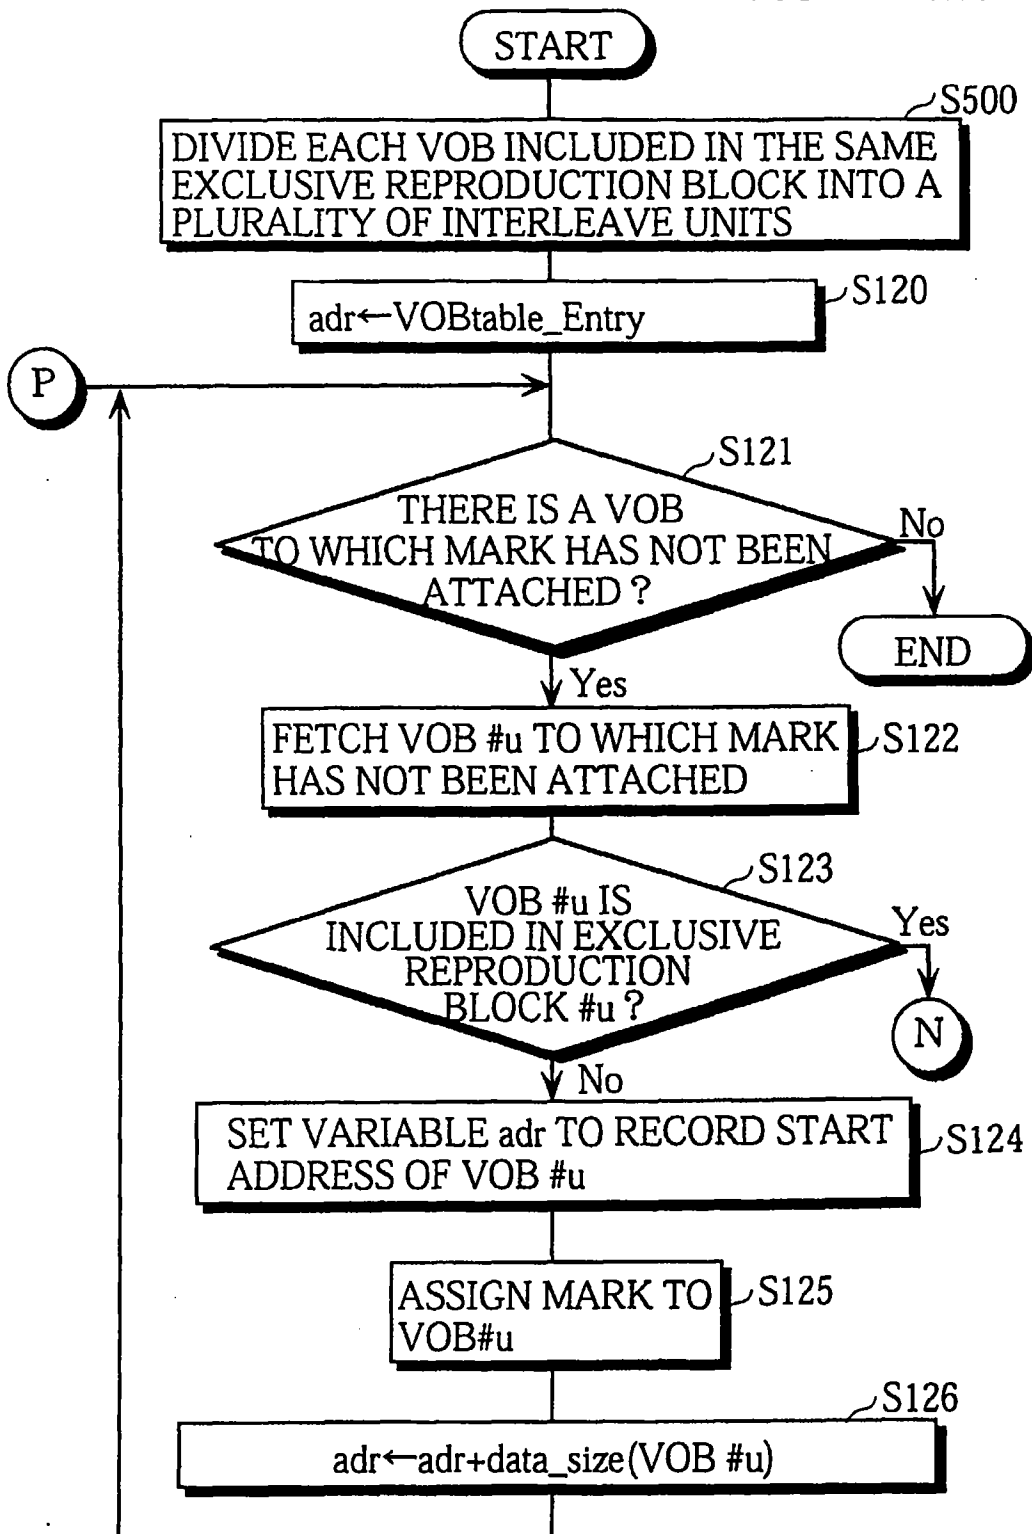 START
S500
DIVIDE EACH VOB INCLUDED IN THE SAME
EXCLUSIVE REPRODUCTION BLOCK INTO A
PLURALITY OF INTERLEAVE UNITS
S120
adr←VOBtable_Entry
P
S121
THERE IS A VOB
TO WHICH MARK HAS NOT BEEN
ATTACHED ?
No
END
Yes
FETCH VOB #u TO WHICH MARK
HAS NOT BEEN ATTACHED
S122
S123
VOB #u IS
INCLUDED IN EXCLUSIVE
REPRODUCTION
BLOCK #u ?
Yes
N
No
SET VARIABLE adr TO RECORD START
ADDRESS OF VOB #u
S124
ASSIGN MARK TO
VOB#u
S125
S126
adr←adr+data_size(VOB #u)